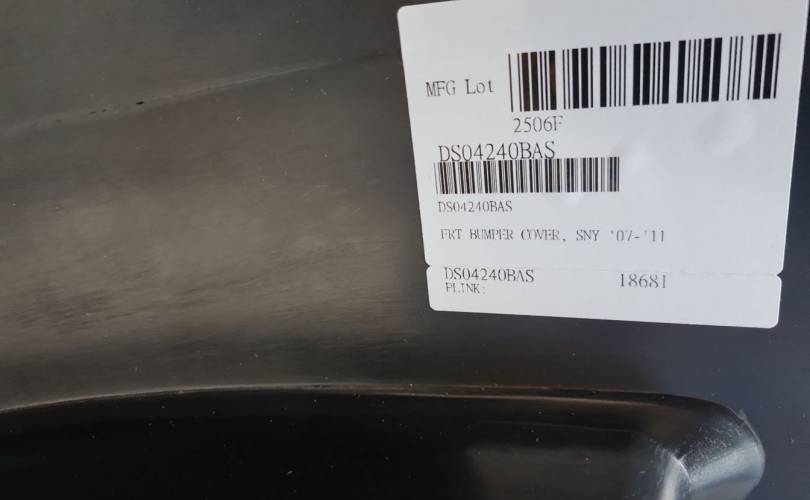 MFG Lot
2506F
DS04240BAS
DS04240BAS
FRT BUMPER COVER, SNY '07-'11
DS04240BAS 18681
PLINK: